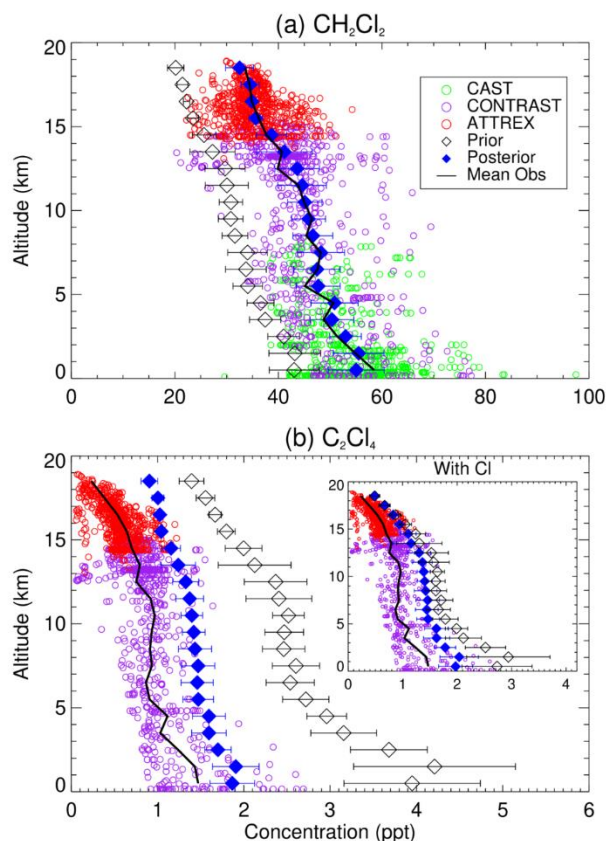 (a) CH₂Cl₂
20
15
10
5
0
Altitude (km)
CAST
CONTRAST
ATTREX
Prior
Posterior
Mean Obs
0 20 40 60 80 100
(b) C₂Cl₄
20
15
10
5
0
Altitude (km)
With Cl
20
15
10
5
0
0 1 2 3 4
0 1 2 3 4 5 6
Concentration (ppt)